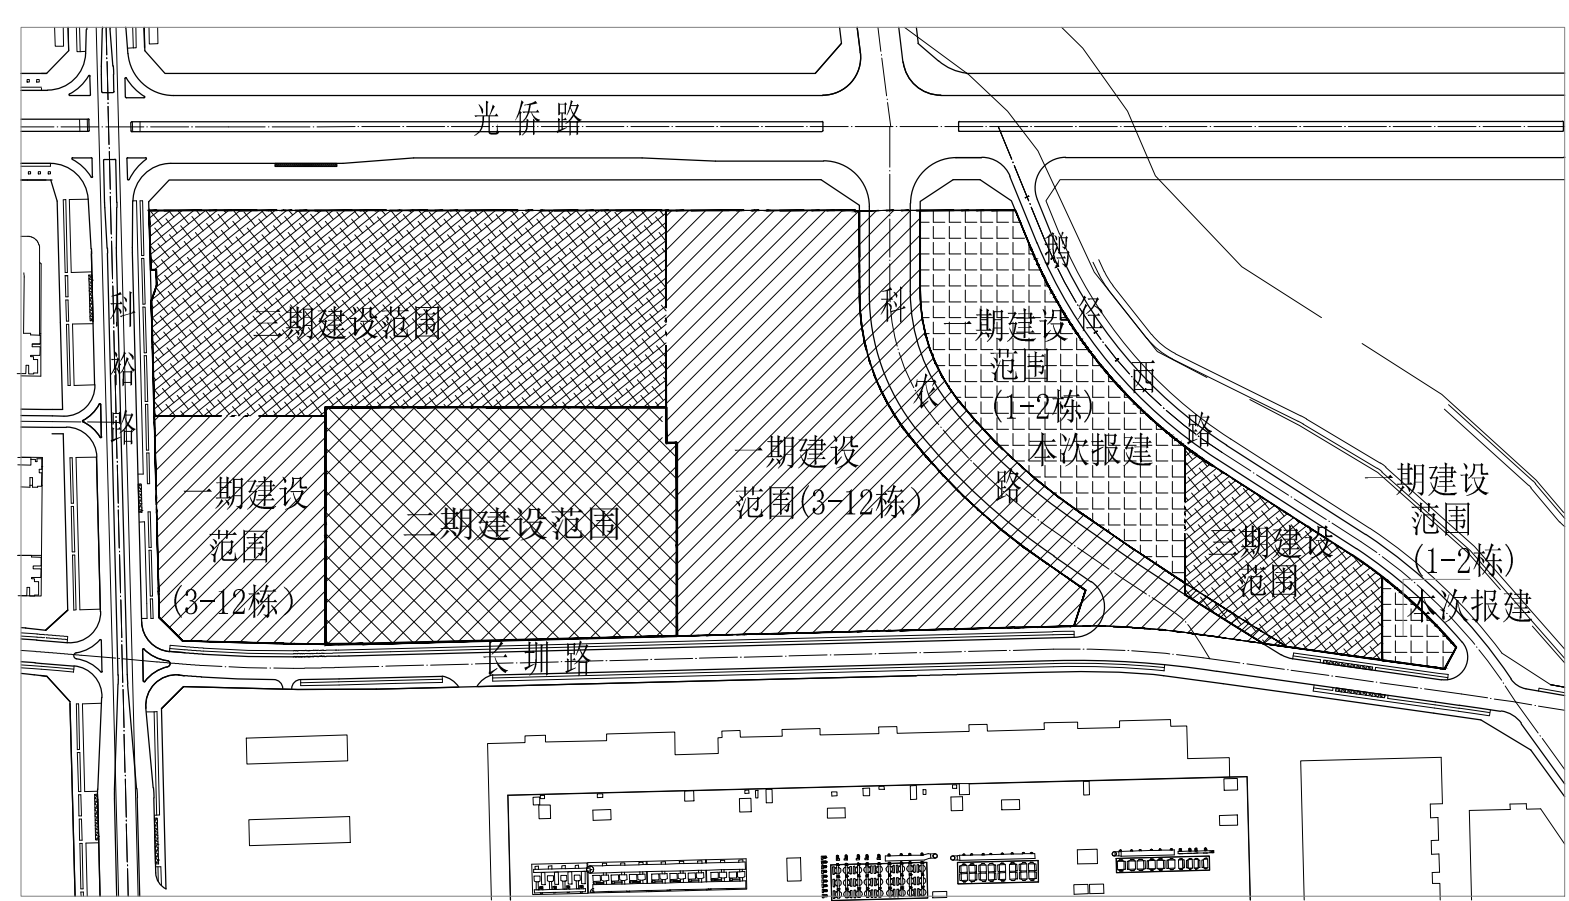 光侨路
鹅径西路
科裕路
科农路
三期建设范围
一期建设
范围
(1-2栋)
本次报建
一期建设
范围(3-12栋)
一期建设
范围
(3-12栋)
二期建设范围
三期建设
范围
一期建设
范围
(1-2栋)
本次报建
长圳路